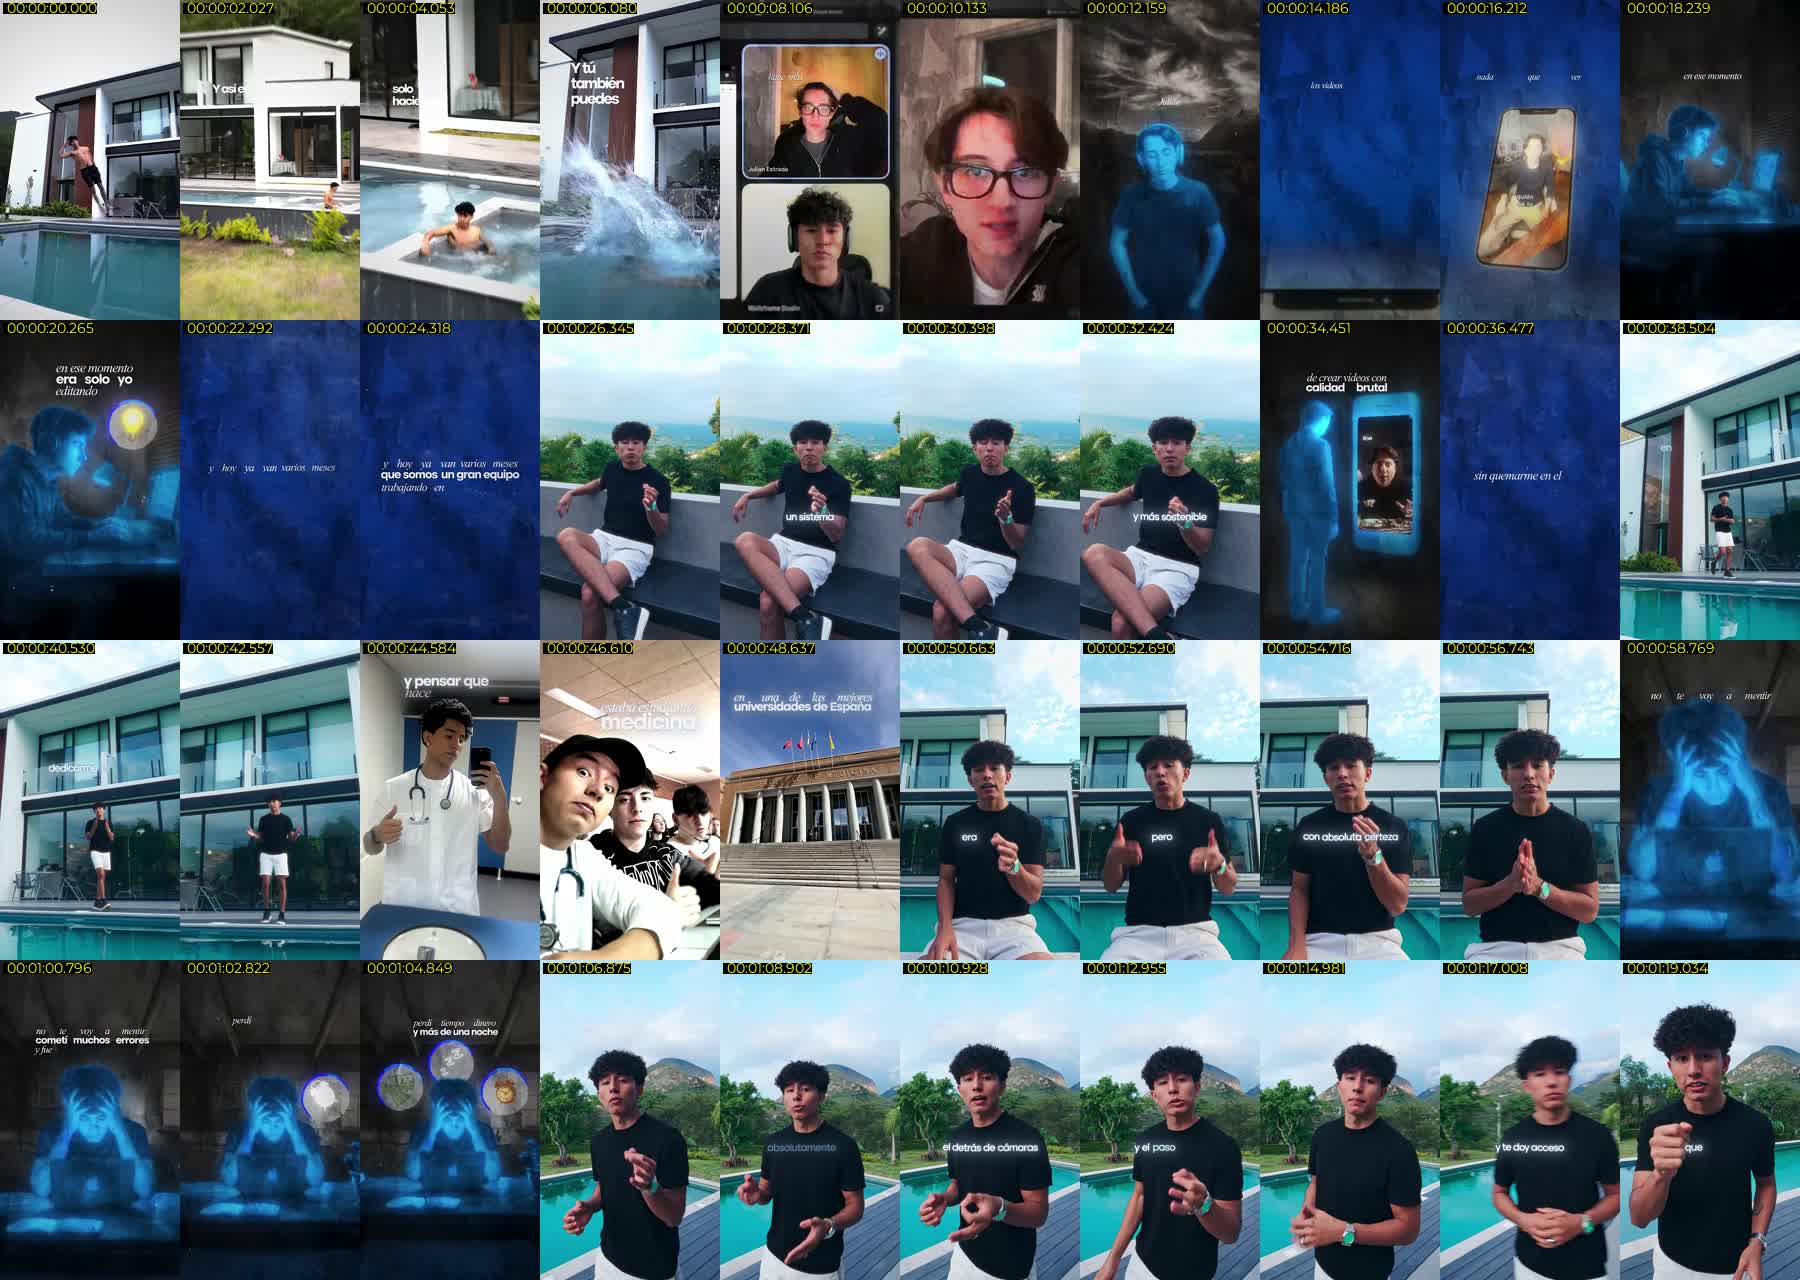 00:00:00.000
00:00:02.027
Y así es
00:00:04.053
solo
hacie
00:00:06.080
Y tú
también
puedes
00:00:08.106
hace más
Julian Estrada
00:00:10.133
00:00:12.159
00:00:14.186
los videos
00:00:16.212
nada que ver
00:00:18.239
en ese momento
00:00:20.265
en ese momento
era solo yo
editando
00:00:22.292
y hoy ya van varios meses
00:00:24.318
y hoy ya van varios meses
que somos un gran equipo
trabajando en
00:00:26.345
00:00:28.371
un sistema
00:00:30.398
00:00:32.424
y más sostenible
00:00:34.451
de crear videos con
calidad brutal
00:00:36.477
sin quemarme en el
00:00:38.504
en
00:00:40.530
dedicarme
00:00:42.557
que
00:00:44.584
y pensar que
hace
00:00:46.610
estaba estudiando
medicina
00:00:48.637
en una de las mejores
universidades de España
00:00:50.663
era
00:00:52.690
pero
00:00:54.716
con absoluta certeza
00:00:56.743
00:00:58.769
no te voy a mentir
00:01:00.796
no te voy a mentir
cometí muchos errores
y fue
00:01:02.822
perdí
00:01:04.849
perdí tiempo dinero
y más de una noche
00:01:06.875
00:01:08.902
absolutamente
00:01:10.928
el detrás de cámaras
00:01:12.955
y el paso
00:01:14.981
00:01:17.008
y te doy acceso
00:01:19.034
que